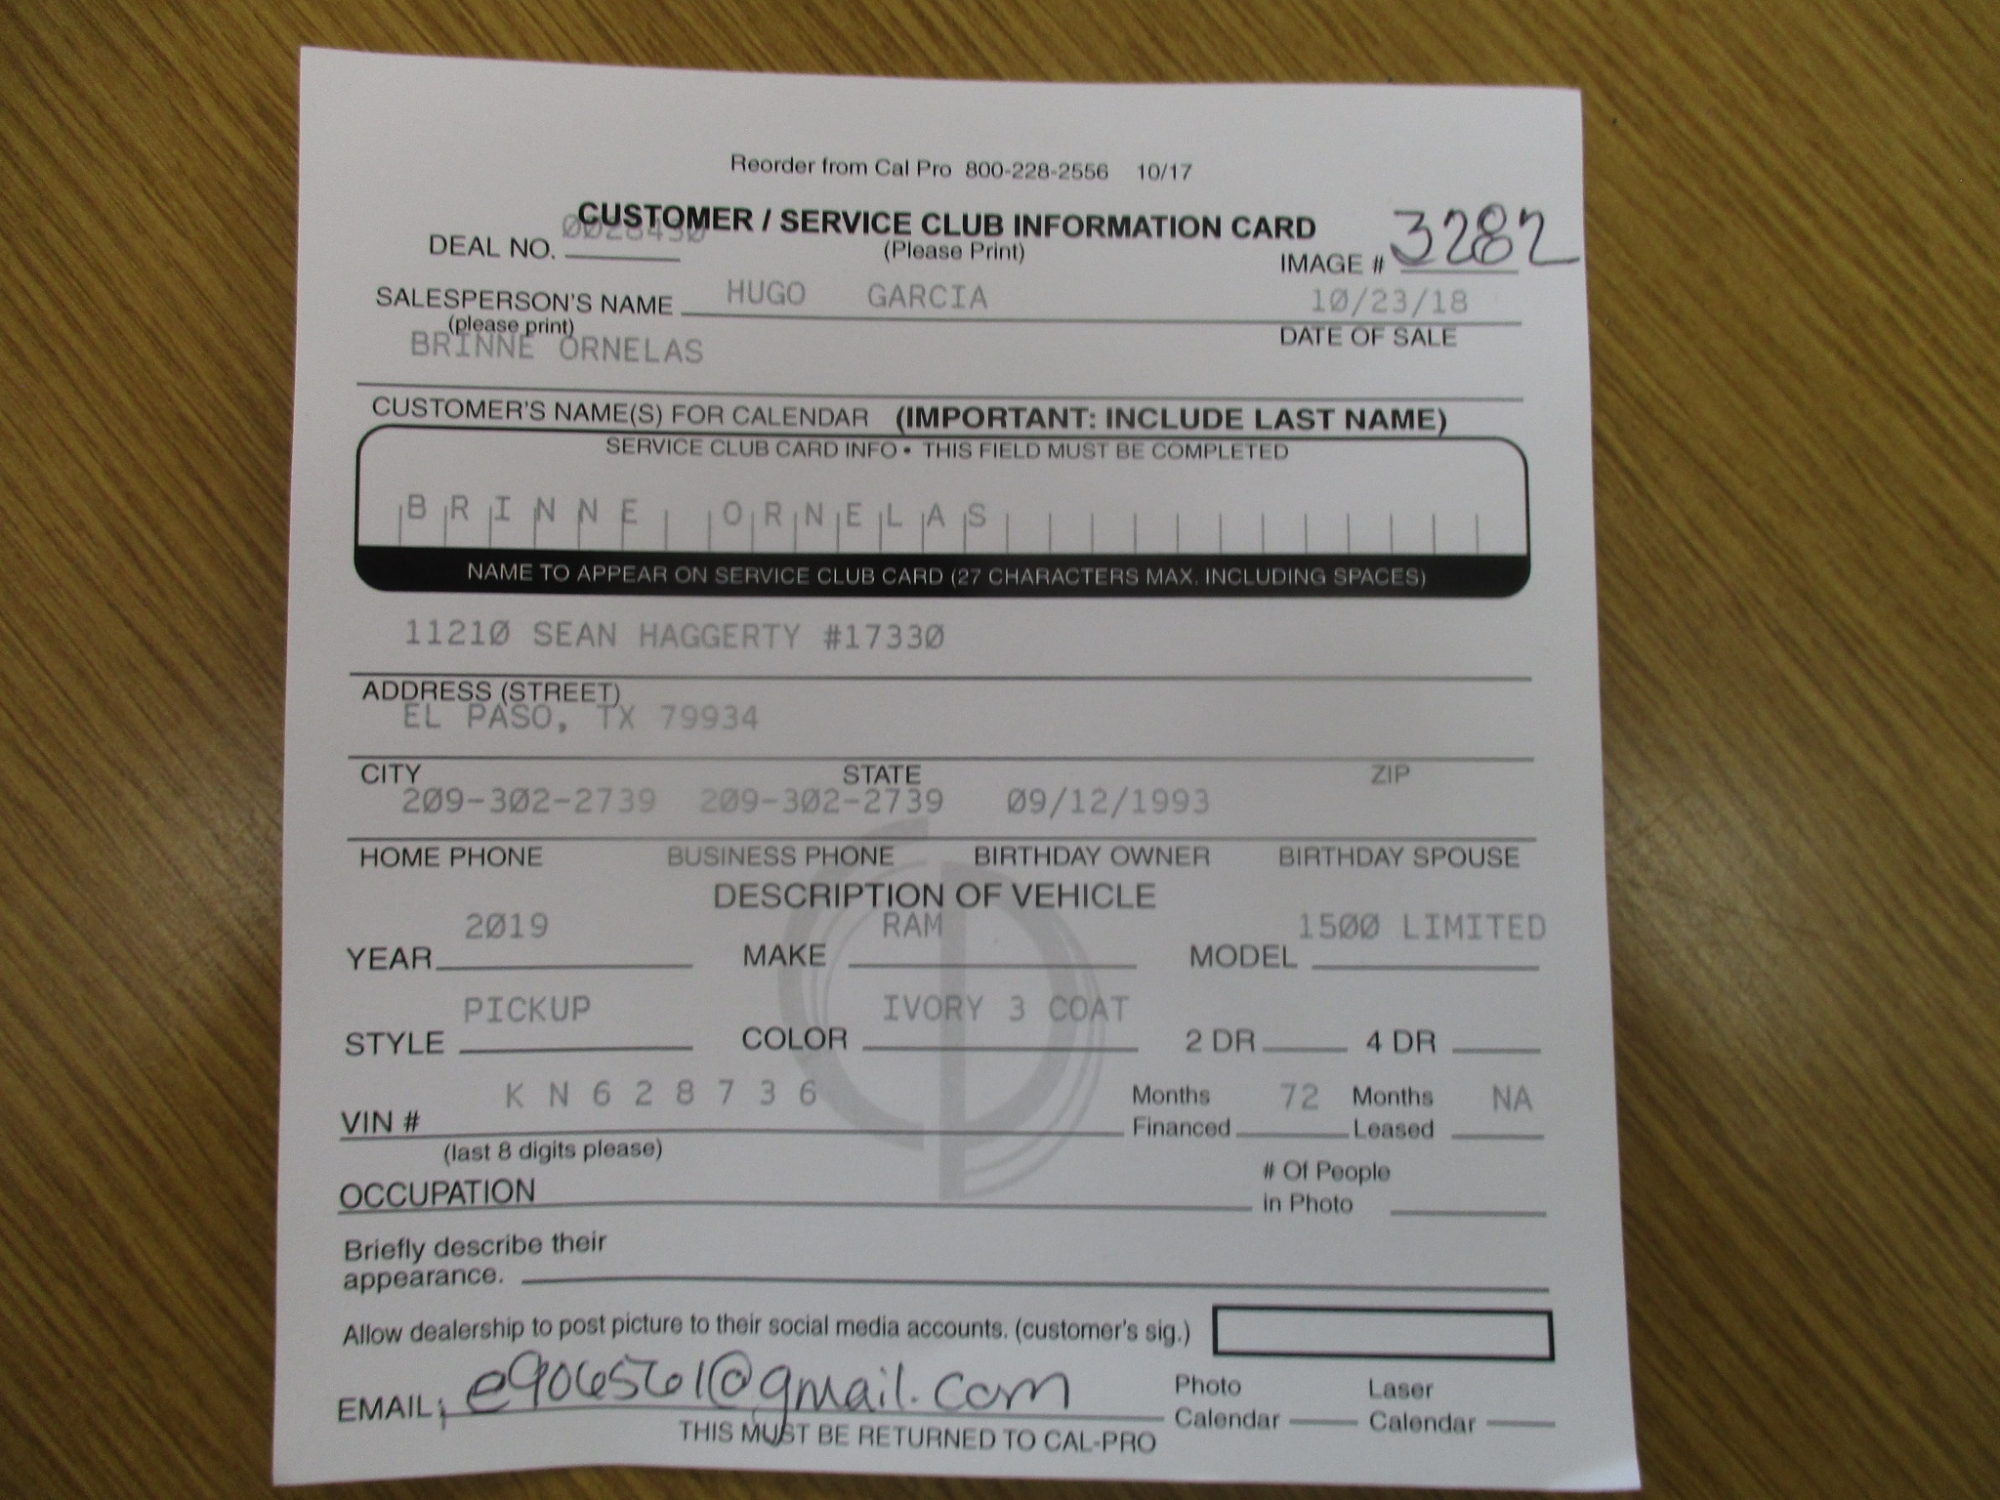 Reorder from Cal Pro 800-228-2556 10/17
CUSTOMER / SERVICE CLUB INFORMATION CARD
DEAL NO. 0028430 (Please Print) IMAGE # 3282
SALESPERSON'S NAME HUGO GARCIA 10/23/18
(please print) DATE OF SALE
BRINNE ORNELAS
CUSTOMER'S NAME(S) FOR CALENDAR (IMPORTANT: INCLUDE LAST NAME)
SERVICE CLUB CARD INFO • THIS FIELD MUST BE COMPLETED
BRINNE ORNELAS
NAME TO APPEAR ON SERVICE CLUB CARD (27 CHARACTERS MAX. INCLUDING SPACES)
11210 SEAN HAGGERTY #17330
ADDRESS (STREET)
EL PASO, TX 79934
CITY STATE ZIP
209-302-2739 209-302-2739 09/12/1993
HOME PHONE BUSINESS PHONE BIRTHDAY OWNER BIRTHDAY SPOUSE
DESCRIPTION OF VEHICLE
YEAR 2019 MAKE RAM MODEL 1500 LIMITED
STYLE PICKUP COLOR IVORY 3 COAT 2 DR 4 DR
VIN # K N 6 2 8 7 3 6 Months Financed 72 Months Leased NA
(last 8 digits please)
OCCUPATION # Of People in Photo
Briefly describe their
appearance.
Allow dealership to post picture to their social media accounts. (customer's sig.)
EMAIL: e9065761@gmail.com Photo Calendar Laser Calendar
THIS MUST BE RETURNED TO CAL-PRO